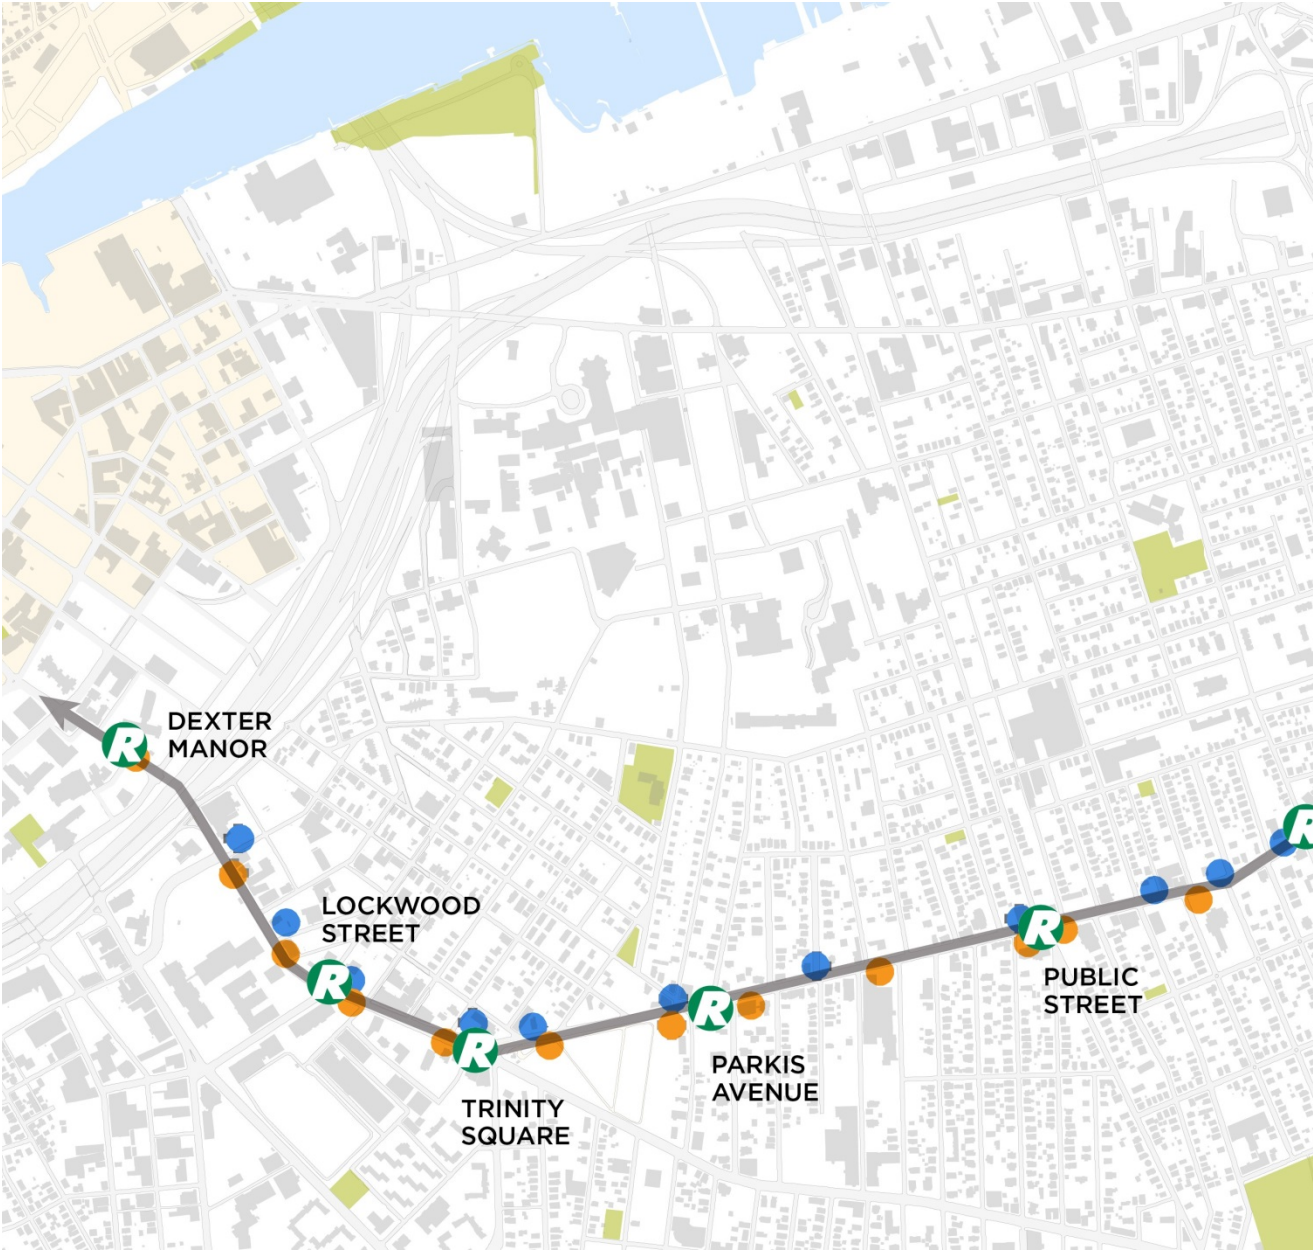 R
DEXTER
MANOR
R
LOCKWOOD
STREET
R
R
PUBLIC
STREET
R
TRINITY
SQUARE
R
PARKIS
AVENUE